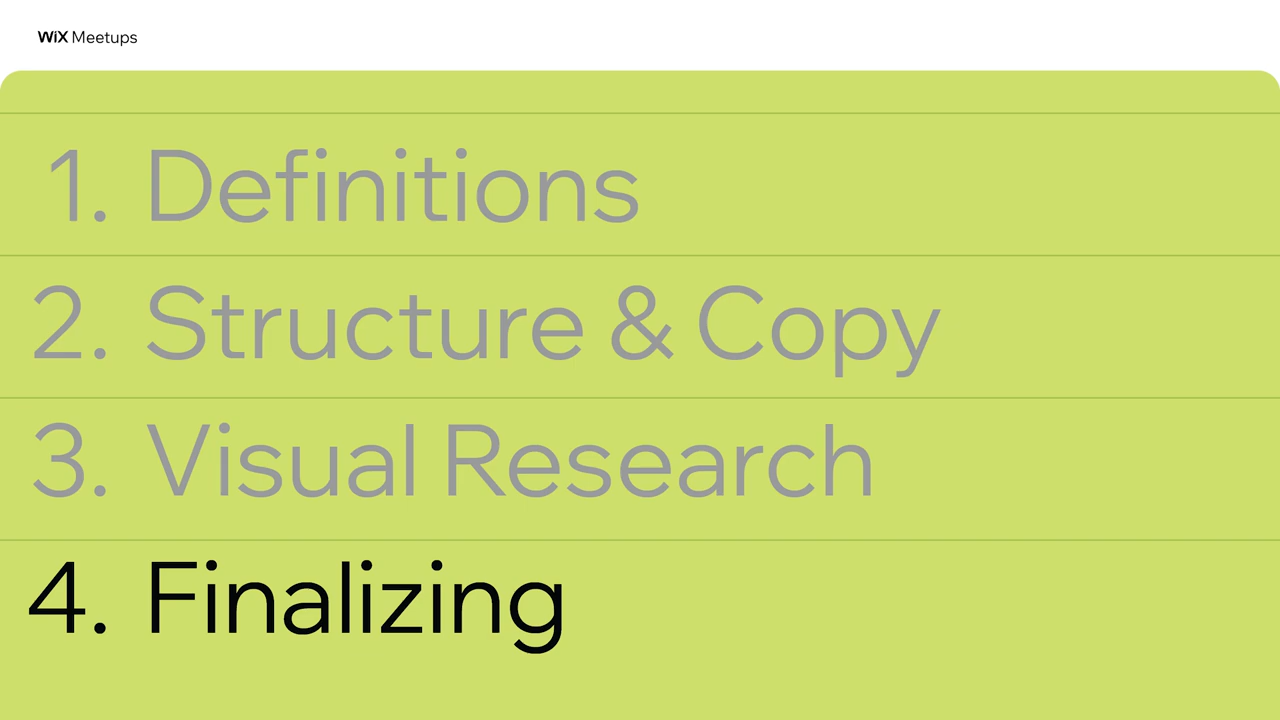 WiX Meetups
1. Definitions
2. Structure & Copy
3. Visual Research
4. Finalizing